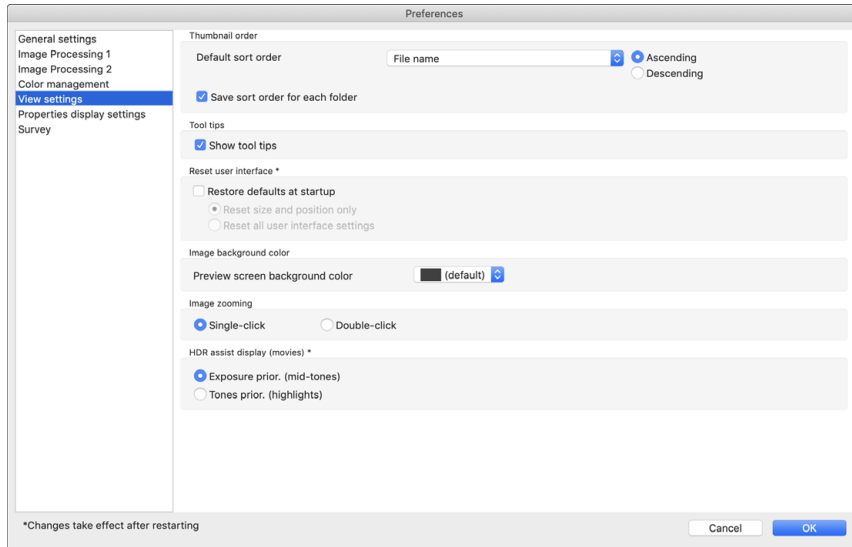 Preferences
General settings
Image Processing 1
Image Processing 2
Color management
View settings
Properties display settings
Survey
Thumbnail order
Default sort order File name Ascending
Descending
Save sort order for each folder
Tool tips
Show tool tips
Reset user interface *
Restore defaults at startup
Reset size and position only
Reset all user interface settings
Image background color
Preview screen background color (default)
Image zooming
Single-click Double-click
HDR assist display (movies) *
Exposure prior. (mid-tones)
Tones prior. (highlights)
*Changes take effect after restarting
Cancel OK